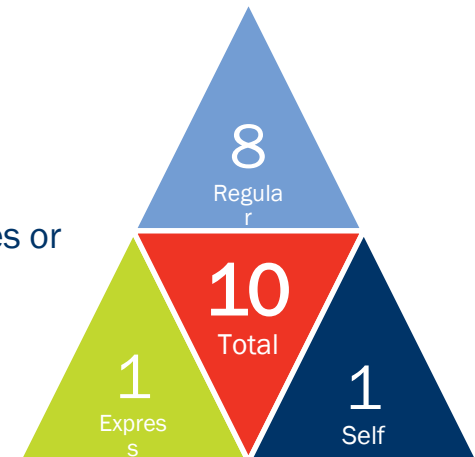 8
Regula
r
es or
10
Total
1
Expres
s
1
Self